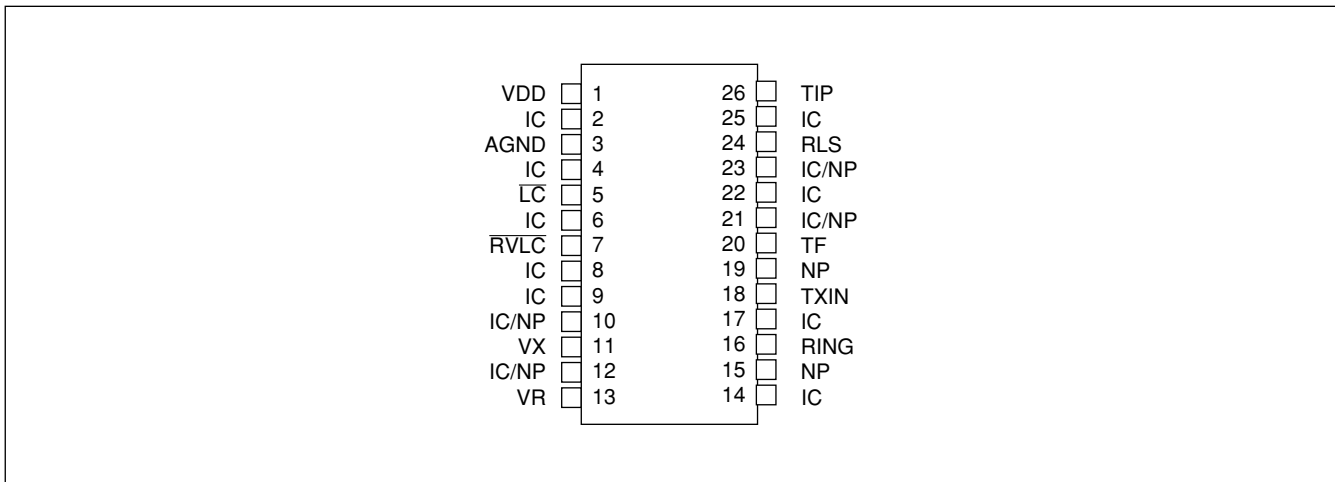 VDD 1 26 TIP
IC 2 25 IC
AGND 3 24 RLS
IC 4 23 IC/NP
L̅C̅ 5 22 IC
IC 6 21 IC/NP
R̅V̅L̅C̅ 7 20 TF
IC 8 19 NP
IC 9 18 TXIN
IC/NP 10 17 IC
VX 11 16 RING
IC/NP 12 15 NP
VR 13 14 IC